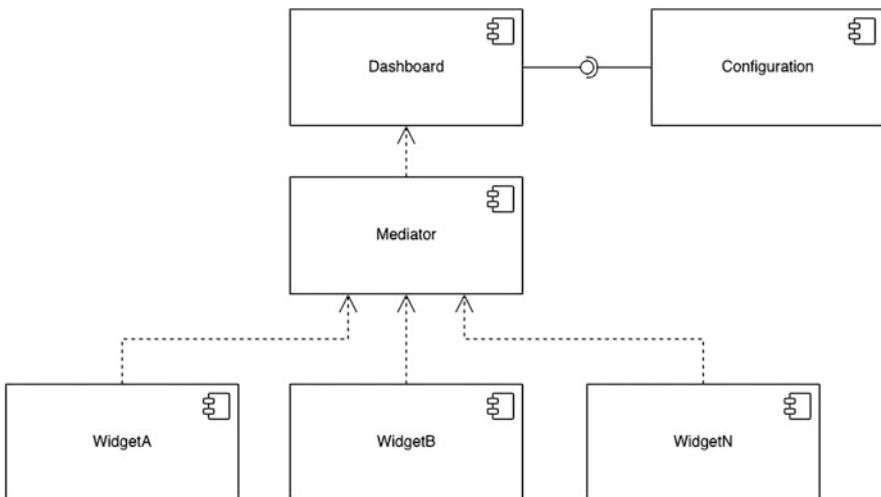 Dashboard
Configuration
Mediator
WidgetA
WidgetB
WidgetN